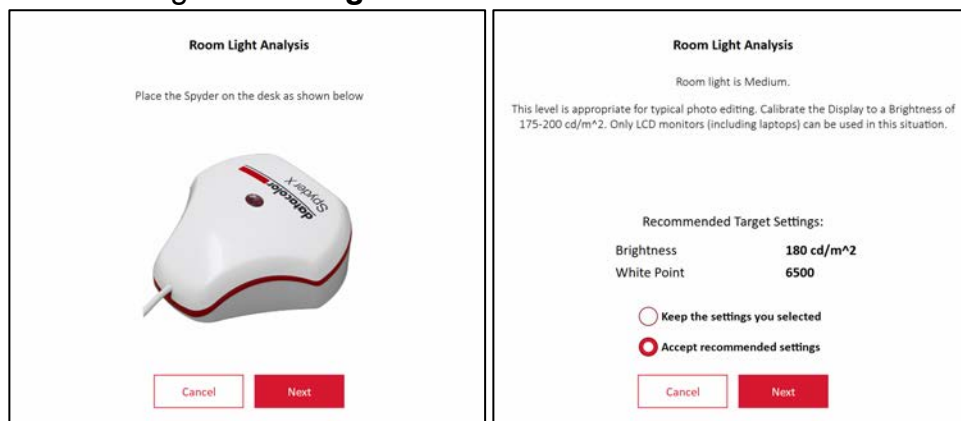 Room Light Analysis
Place the Spyder on the desk as shown below
datacolor
Spyder X
Cancel
Next
Room Light Analysis
Room light is Medium.
This level is appropriate for typical photo editing. Calibrate the Display to a Brightness of
175-200 cd/m^2. Only LCD monitors (including laptops) can be used in this situation.
Recommended Target Settings:
Brightness 180 cd/m^2
White Point 6500
Keep the settings you selected
Accept recommended settings
Cancel
Next